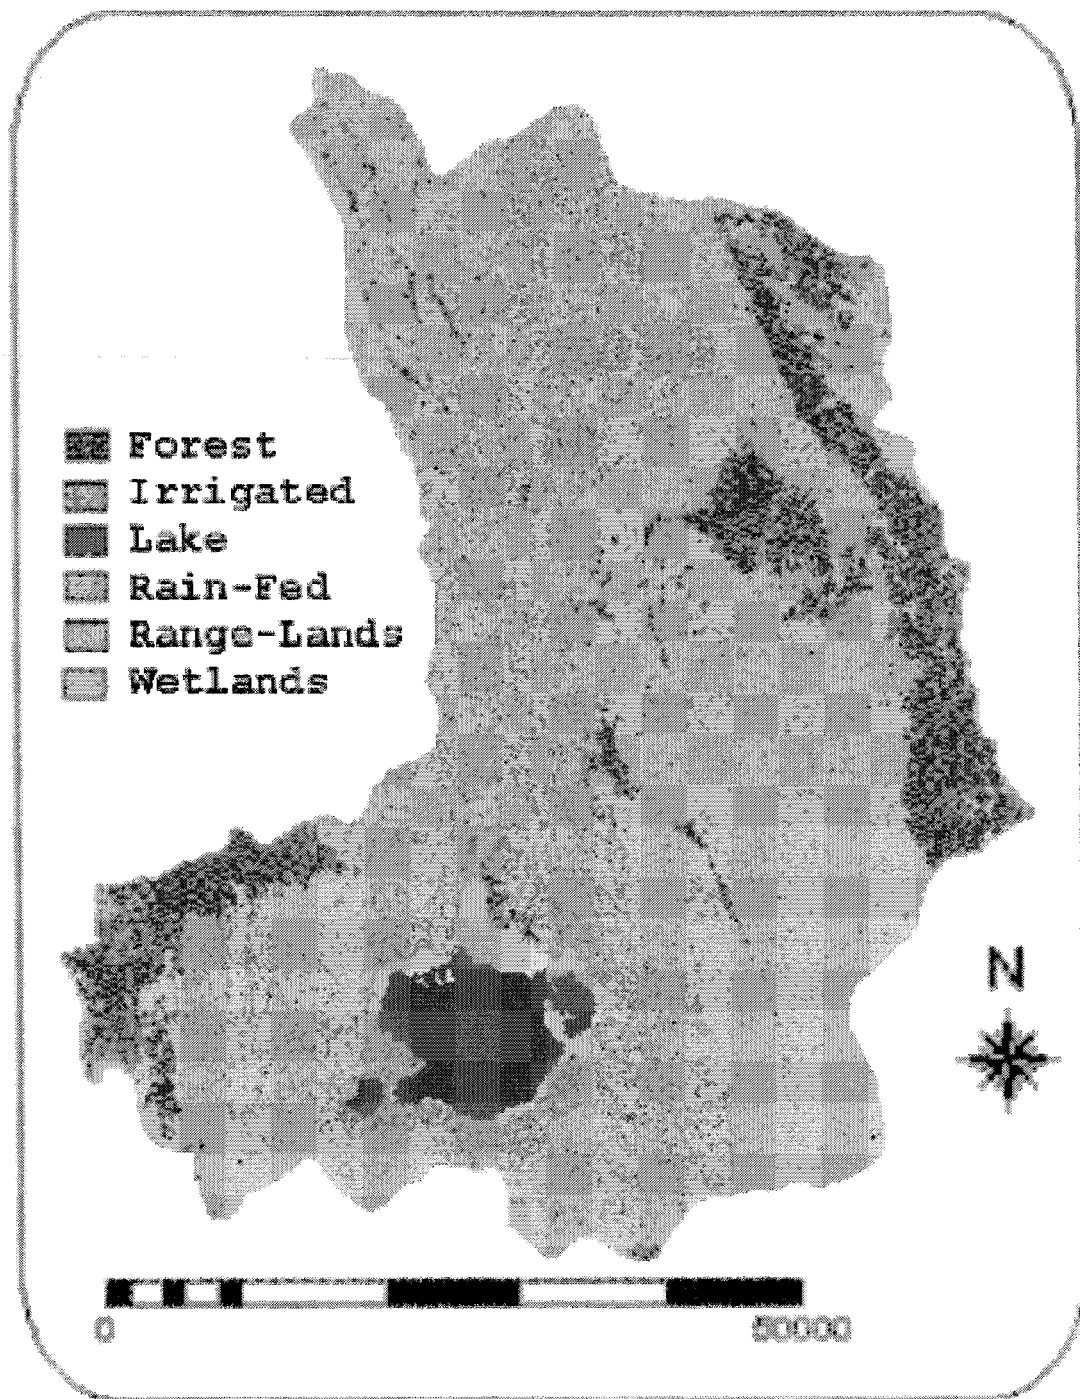 Forest
Irrigated
Lake
Rain-Fed
Range-Lands
Wetlands
N
0
50000